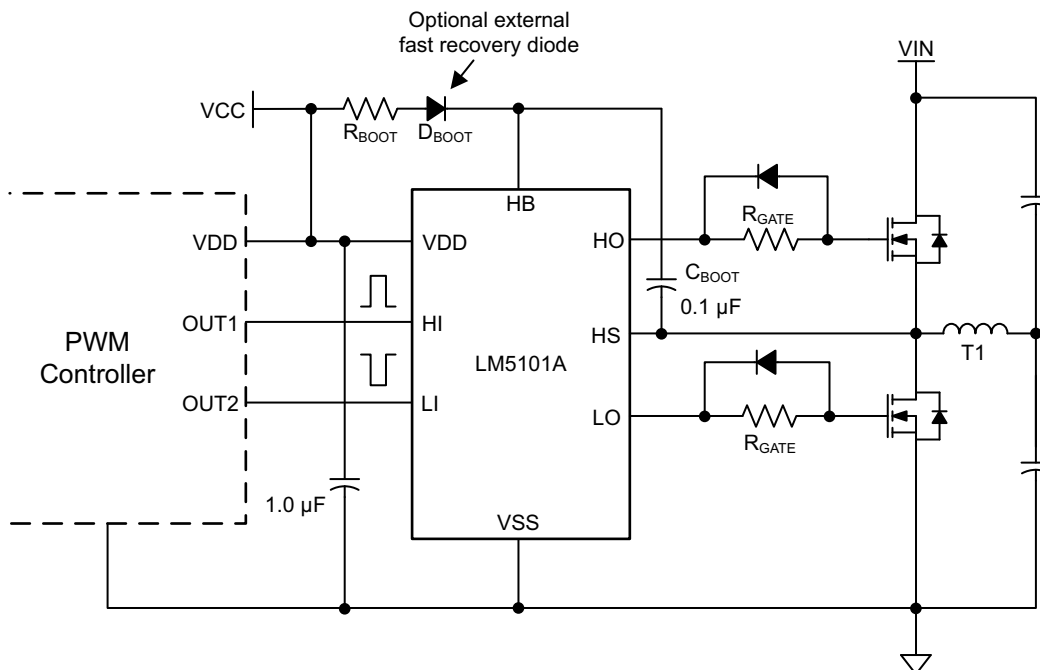 Optional external
fast recovery diode
VIN
VCC
RBOOT
DBOOT
HB
VDD
VDD
HO
RGATE
CBOOT
0.1 µF
OUT1
HI
HS
T1
PWM
Controller
LM5101A
OUT2
LI
LO
RGATE
1.0 µF
VSS